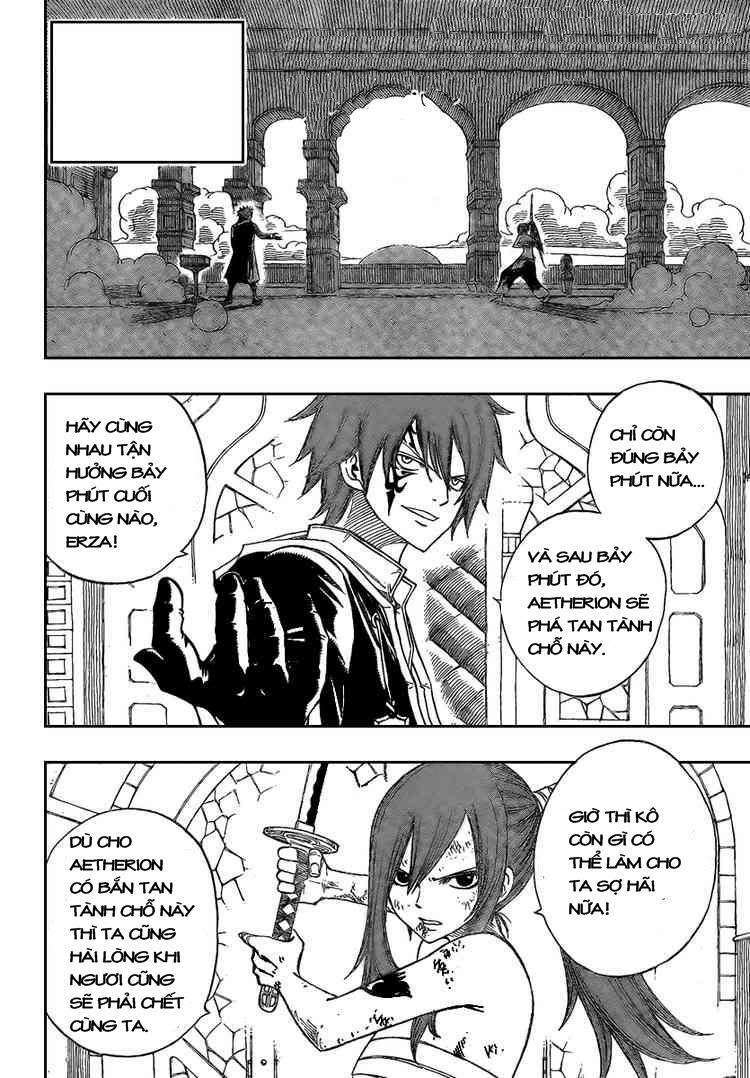 CHỈ CÒN
ĐÚNG BẢY
PHÚT NỮA...
VÀ SAU BẢY
PHÚT ĐÓ,
AETHERION SẼ
PHÁ TAN TÀNH
CHỖ NÀY.
HÃY CÙNG
NHAU TẬN
HƯỞNG BẢY
PHÚT CUỐI
CÙNG NÀO,
ERZA!
GIỜ THÌ KÔ
CÒN GÌ CÓ
THỂ LÀM CHO
TA SỢ HÃI
NỮA!
DÙ CHO
AETHERION
CÓ BẮN TAN
TÀNH CHỖ NÀY
THÌ TA CŨNG
HÀI LÒNG KHI
NGƯƠI CŨNG
SẼ PHẢI CHẾT
CÙNG TA.